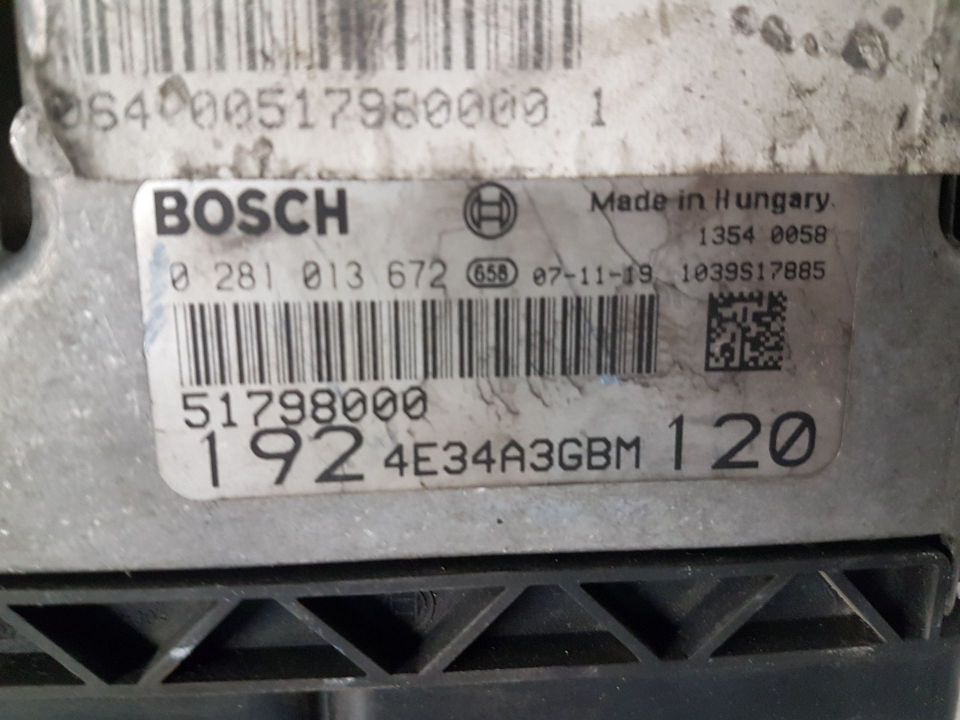 064 00517980000 1
BOSCH
Made in Hungary.
1354 0058
0 281 013 672 658 07-11-19 1039S17885
51798000
192 4E34A3GBM 120